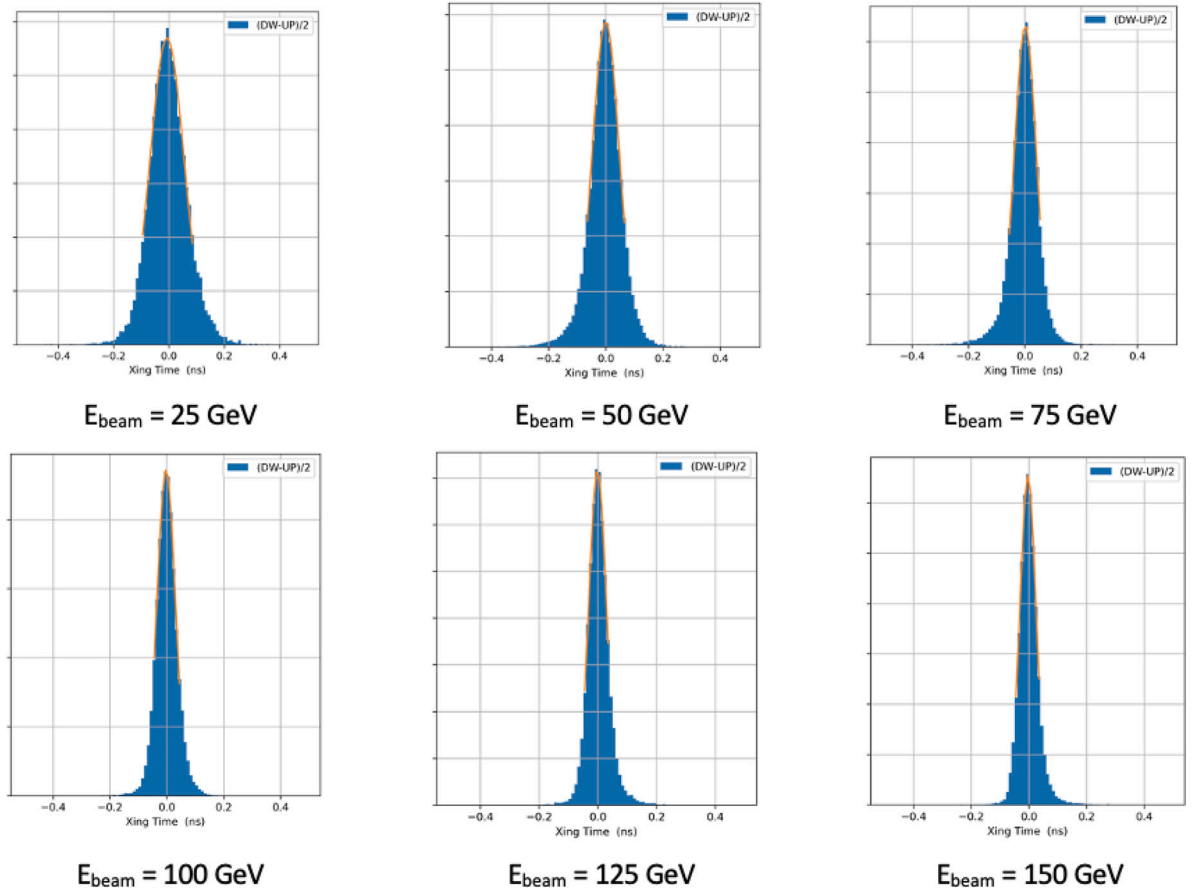 (DW-UP)/2
−0.4 −0.2 0.0 0.2 0.4
Xing Time (ns)
E_beam = 25 GeV
(DW-UP)/2
−0.4 −0.2 0.0 0.2 0.4
Xing Time (ns)
E_beam = 50 GeV
(DW-UP)/2
−0.4 −0.2 0.0 0.2 0.4
Xing Time (ns)
E_beam = 75 GeV
(DW-UP)/2
−0.4 −0.2 0.0 0.2 0.4
Xing Time (ns)
E_beam = 100 GeV
(DW-UP)/2
−0.4 −0.2 0.0 0.2 0.4
Xing Time (ns)
E_beam = 125 GeV
(DW-UP)/2
−0.4 −0.2 0.0 0.2 0.4
Xing Time (ns)
E_beam = 150 GeV